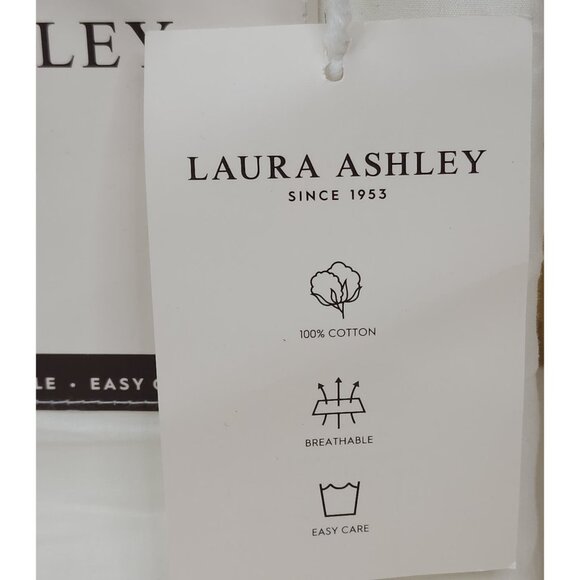 LEY
LAURA ASHLEY
SINCE 1953
100% COTTON
BREATHABLE
LE · EASY
EASY CARE